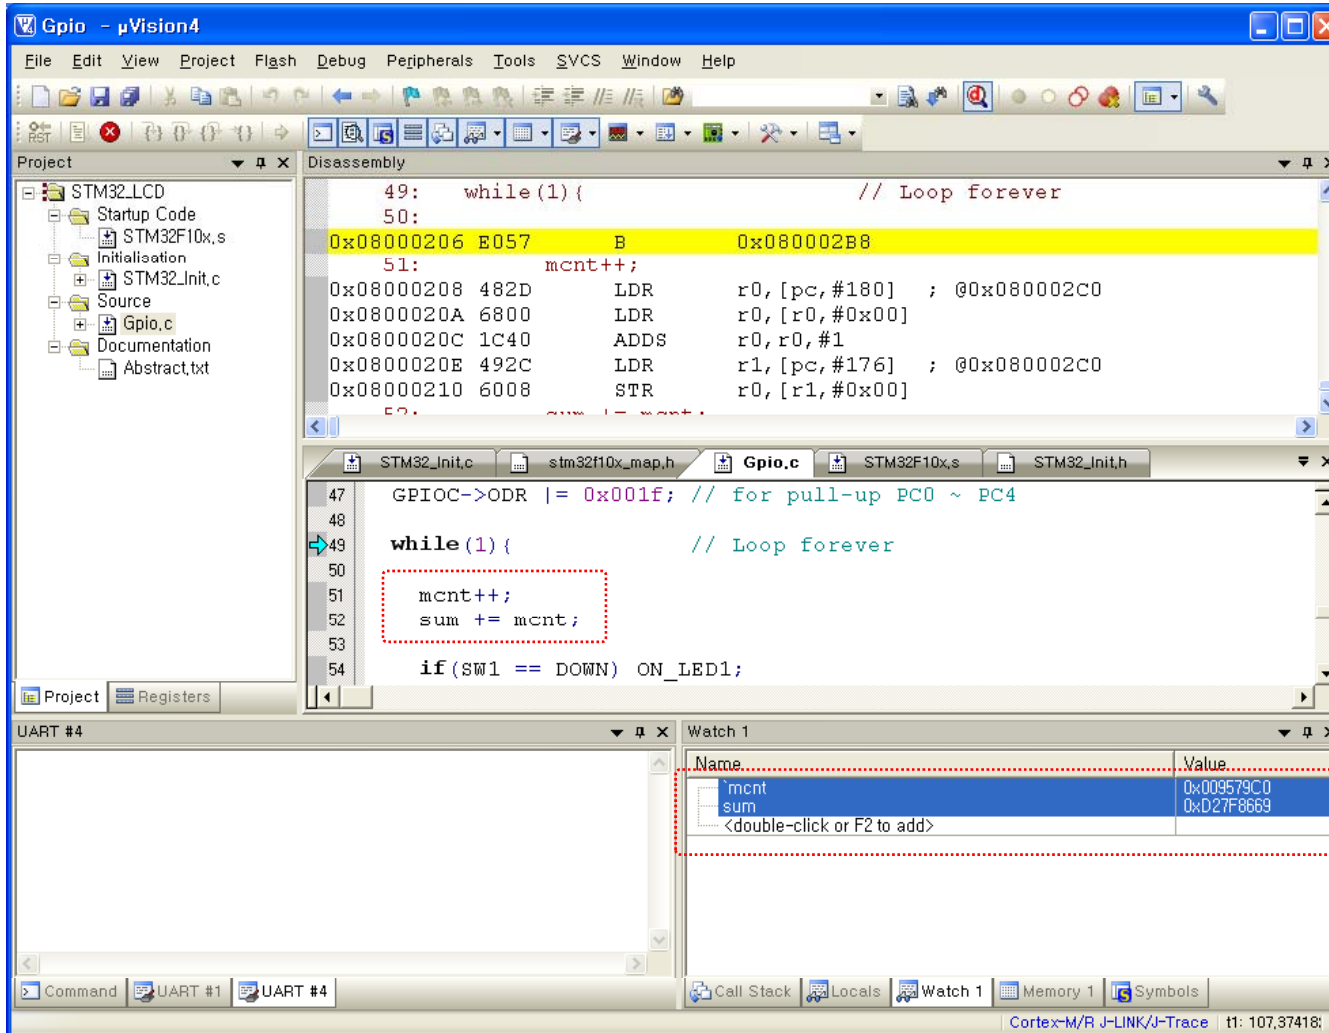 Gpio - µVision4
File Edit View Project Flash Debug Peripherals Tools SVCS Window Help
RST
Project
Disassembly
STM32_LCD
Startup Code
STM32F10x,s
Initialisation
STM32_Init,c
Source
Gpio,c
Documentation
Abstract,txt
49: while(1){ // Loop forever
50:
0x08000206 E057 B 0x080002B8
51: mcnt++;
0x08000208 482D LDR r0,[pc,#180] ; @0x080002C0
0x0800020A 6800 LDR r0,[r0,#0x00]
0x0800020C 1C40 ADDS r0,r0,#1
0x0800020E 492C LDR r1,[pc,#176] ; @0x080002C0
0x08000210 6008 STR r0,[r1,#0x00]
STM32_Init,c stm32f10x_map,h Gpio,c STM32F10x,s STM32_Init,h
47 GPIOC->ODR |= 0x001f; // for pull-up PC0 ~ PC4
48
49 while(1){ // Loop forever
50
51 mcnt++;
52 sum += mcnt;
53
54 if(SW1 == DOWN) ON_LED1;
Project Registers
UART #4
Watch 1
Name Value
`mcnt 0x009579C0
sum 0xD27F8669
<double-click or F2 to add>
Command UART #1 UART #4
Call Stack Locals Watch 1 Memory 1 Symbols
Cortex-M/R J-LINK/J-Trace t1: 107,37418